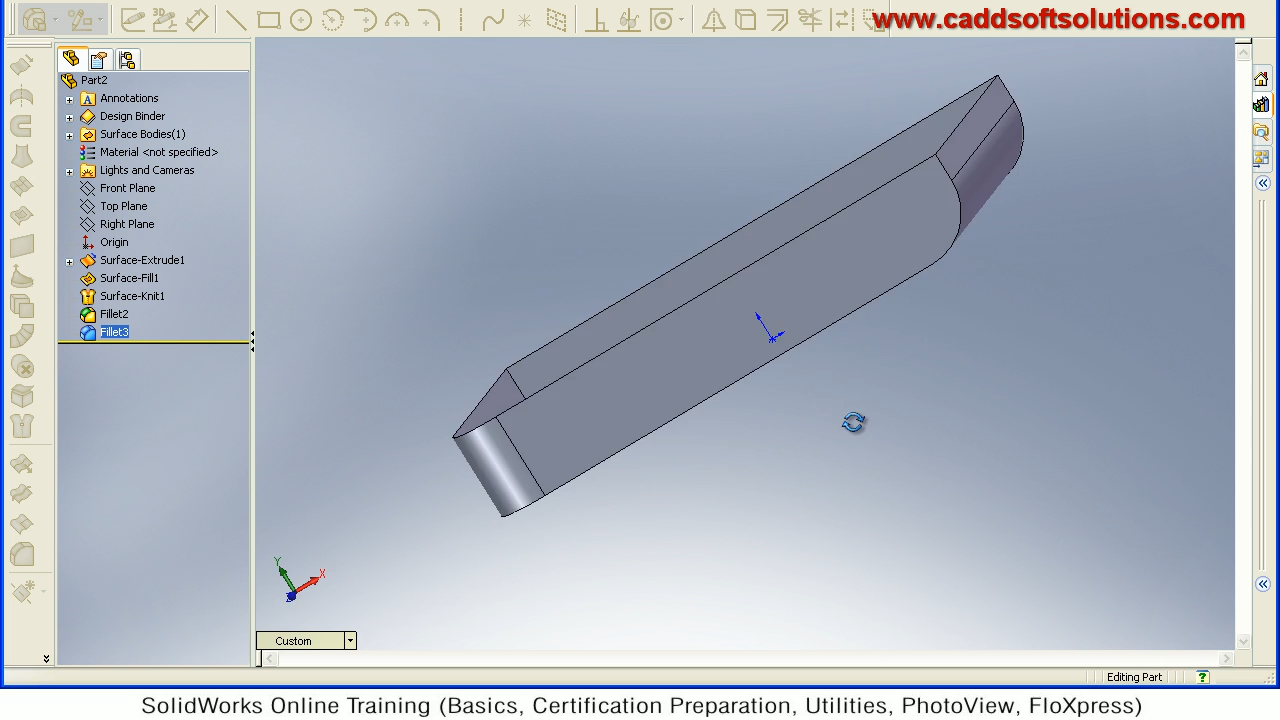 www.caddsoftsolutions.com
3D
Part2
A Annotations
Design Binder
Surface Bodies(1)
Material <not specified>
Lights and Cameras
Front Plane
Top Plane
Right Plane
Origin
Surface-Extrude1
Surface-Fill1
Surface-Knit1
Fillet2
Fillet3
Y
X
Custom
Editing Part
?
SolidWorks Online Training (Basics, Certification Preparation, Utilities, PhotoView, FloXpress)